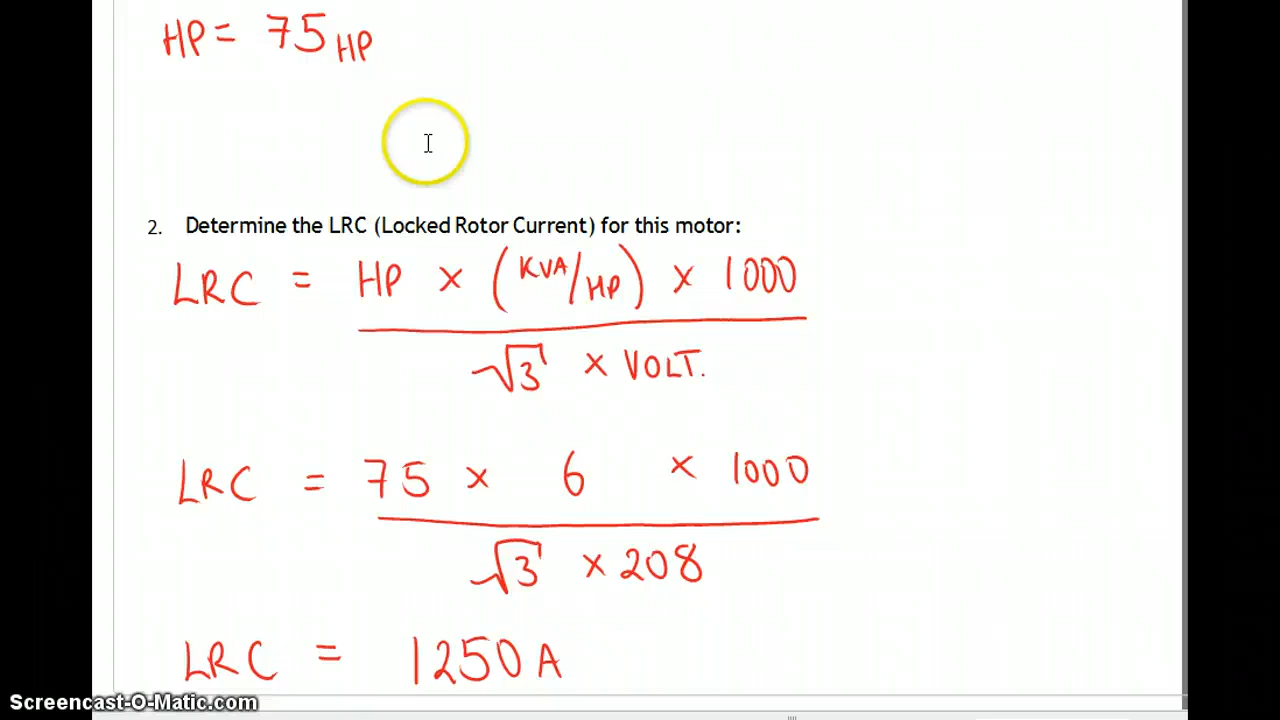 HP = 75 HP
2. Determine the LRC (Locked Rotor Current) for this motor:
LRC = HP × (KVA/HP) × 1000
√3 × VOLT.
LRC = 75 × 6 × 1000
√3 × 208
LRC = 1250 A
Screencast-O-Matic.com